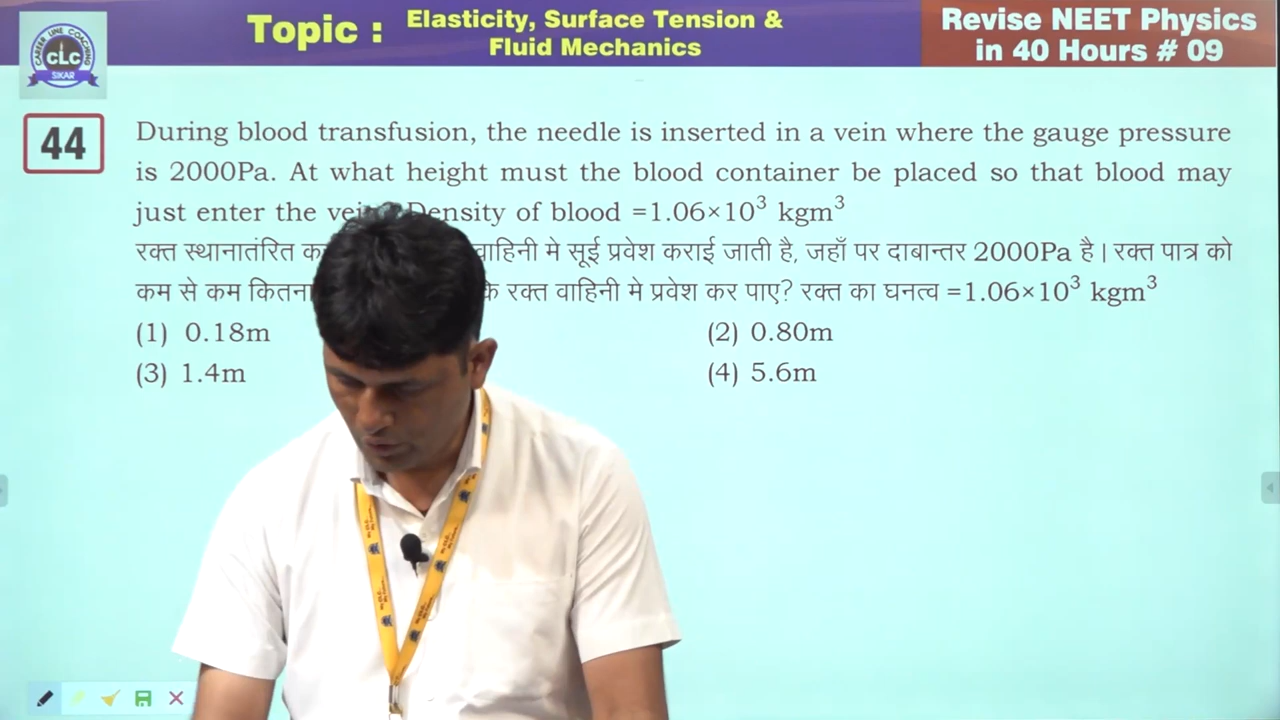 CAREER LINE COACHING
CLC
SIKAR
Topic :
Elasticity, Surface Tension &
Fluid Mechanics
Revise NEET Physics
in 40 Hours # 09
44
During blood transfusion, the needle is inserted in a vein where the gauge pressure
is 2000Pa. At what height must the blood container be placed so that blood may
just enter the Density of blood =1.06×10³ kgm³
रक्त स्थानातंरित वाहिनी मे सूई प्रवेश कराई जाती है, जहाँ पर दाबान्तर 2000Pa है। रक्त पात्र को
कम से कम रक्त वाहिनी मे प्रवेश कर पाए? रक्त का घनत्व =1.06×10³ kgm³
(1) 0.18m
(2) 0.80m
(3) 1.4m
(4) 5.6m